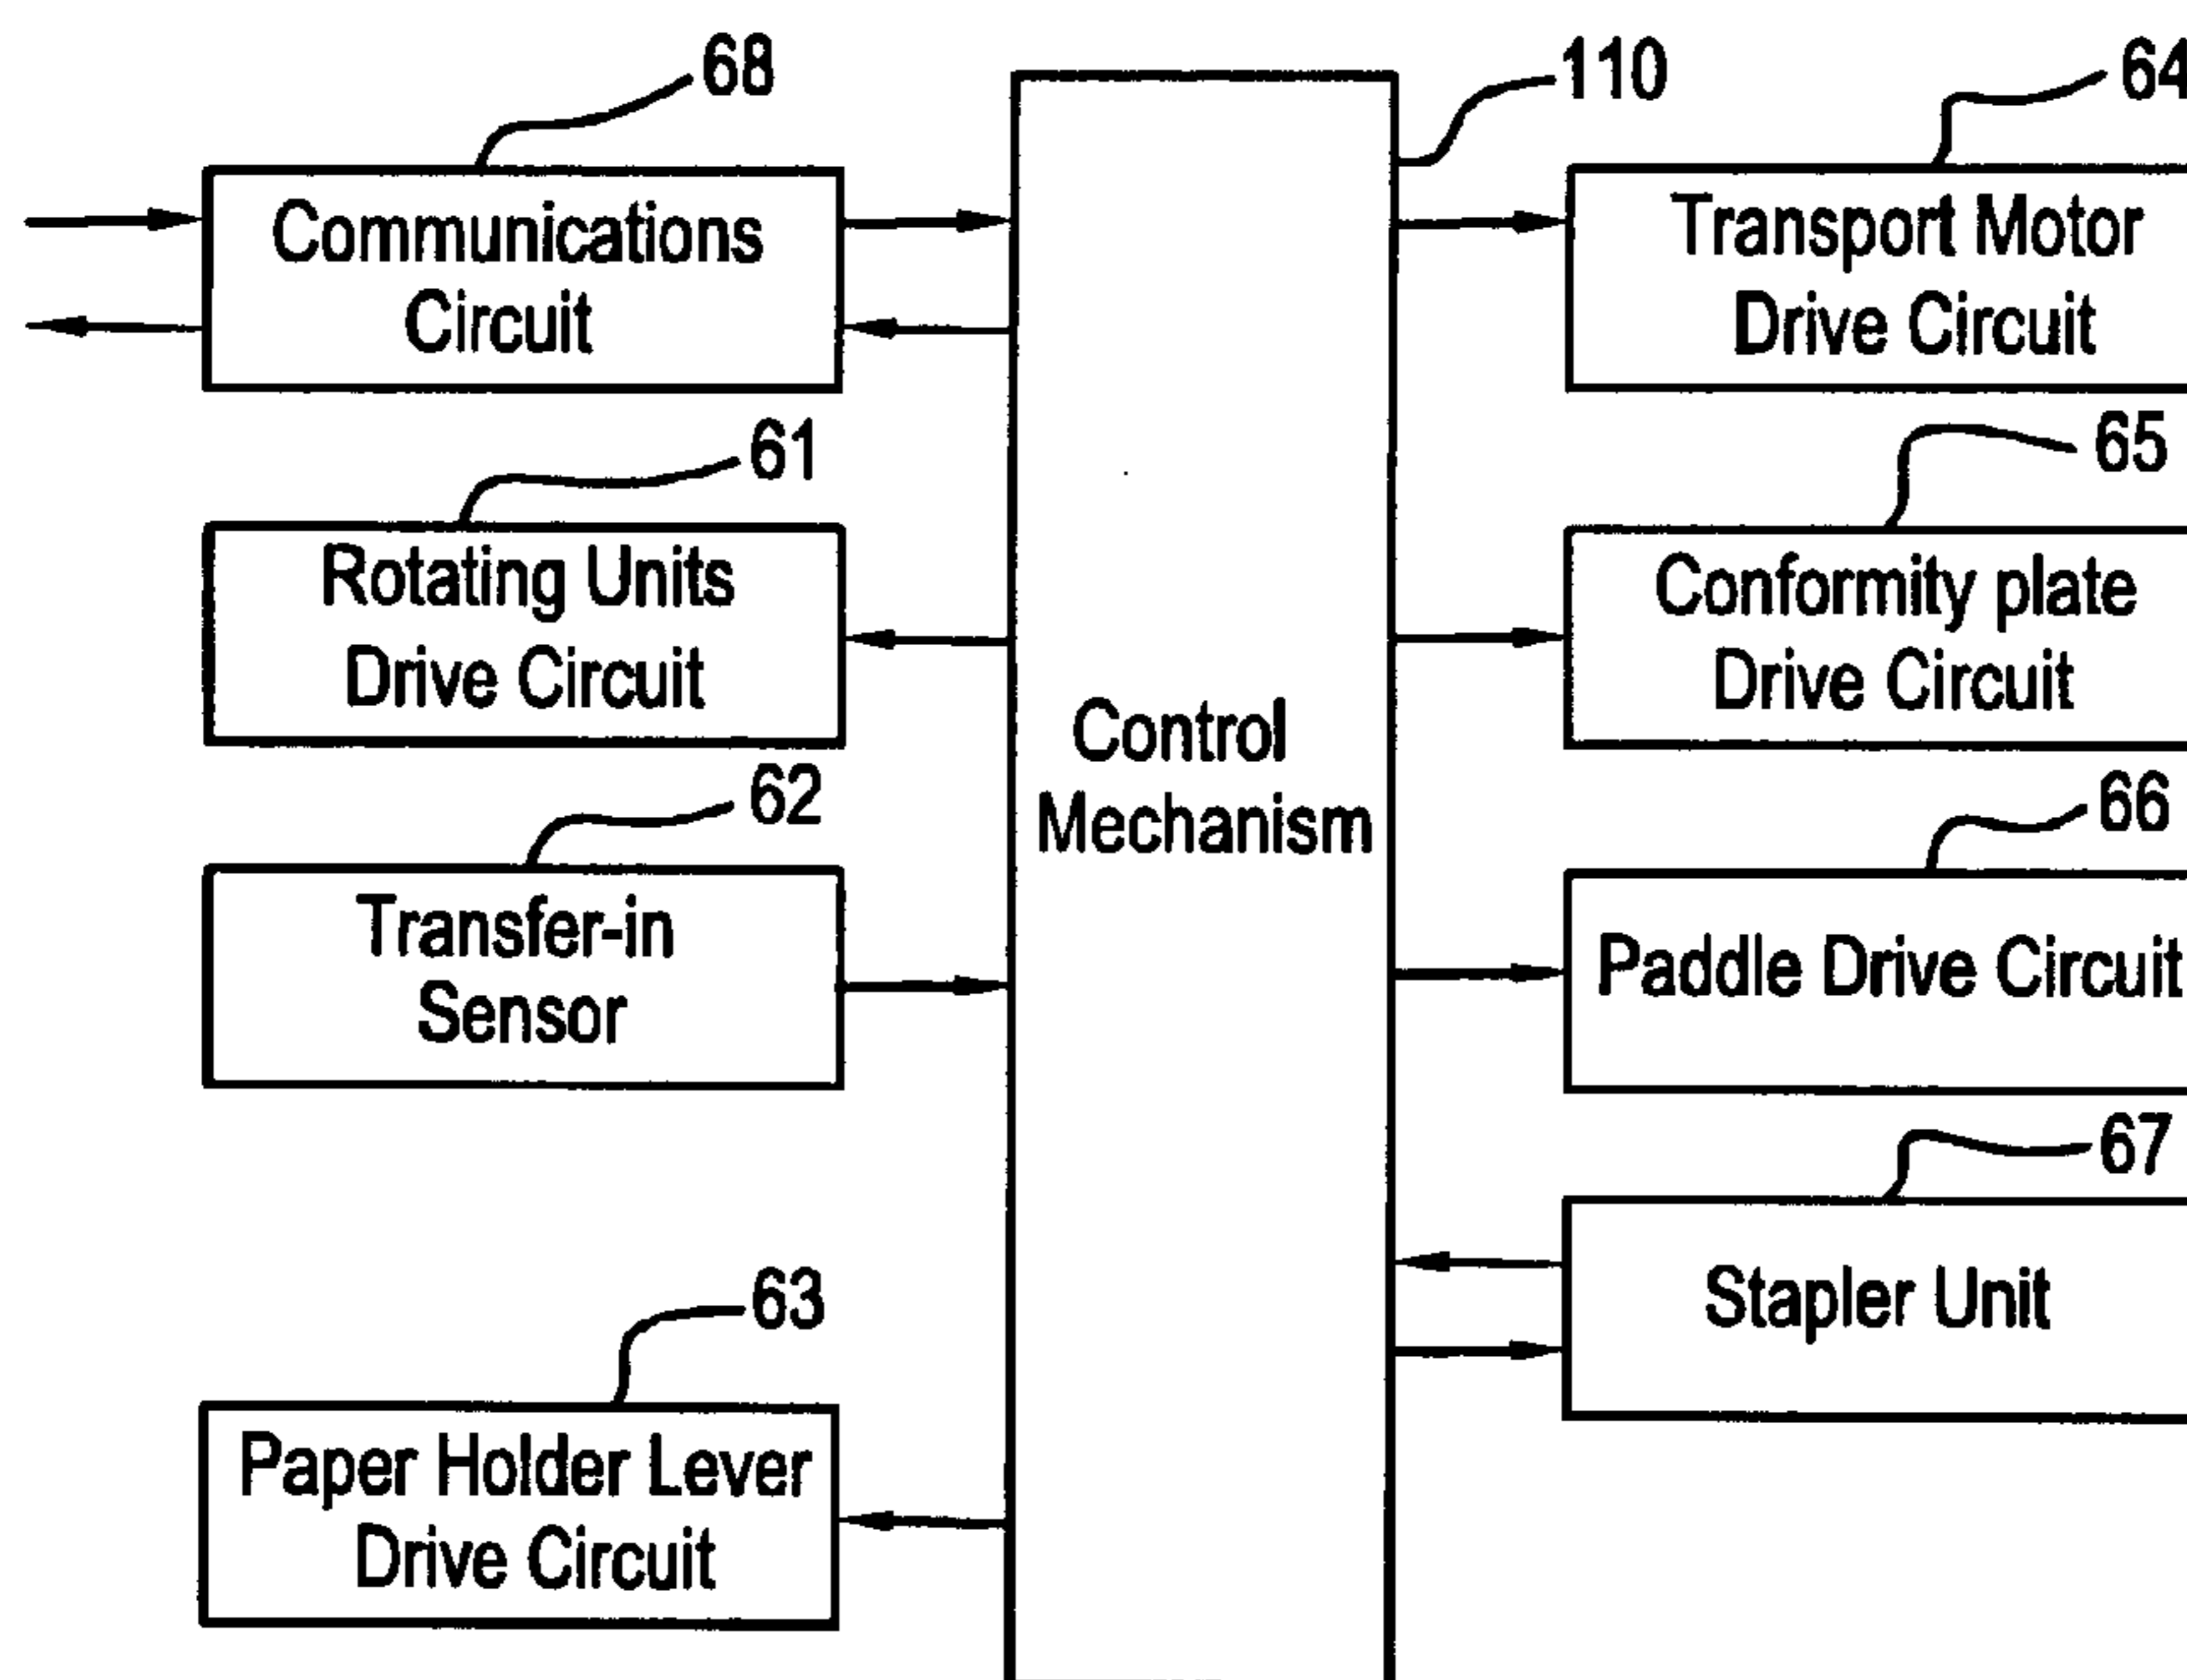 68
Communications
Circuit
61
Rotating Units
Drive Circuit
62
Transfer-in
Sensor
63
Paper Holder Lever
Drive Circuit
110
Control
Mechanism
64
Transport Motor
Drive Circuit
65
Conformity plate
Drive Circuit
66
Paddle Drive Circuit
67
Stapler Unit